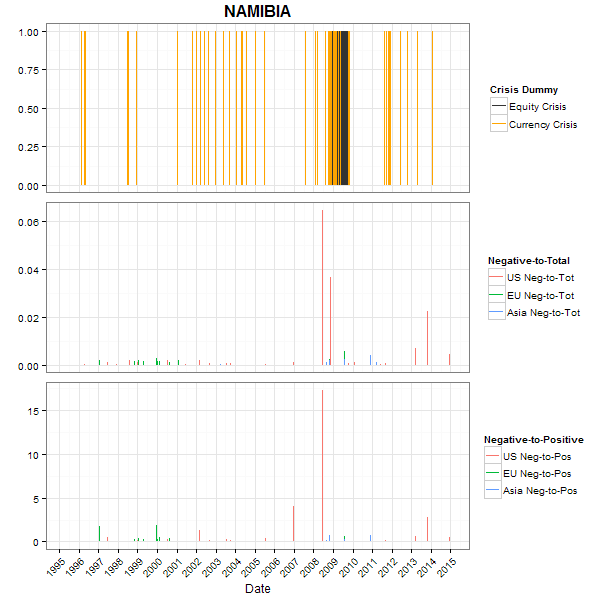 NAMIBIA
1.00
0.75
0.50
0.25
0.00
Crisis Dummy
Equity Crisis
Currency Crisis
0.06
0.04
0.02
0.00
Negative-to-Total
US Neg-to-Tot
EU Neg-to-Tot
Asia Neg-to-Tot
15
10
5
0
Negative-to-Positive
US Neg-to-Pos
EU Neg-to-Pos
Asia Neg-to-Pos
1995 1996 1997 1998 1999 2000 2001 2002 2003 2004 2005 2006 2007 2008 2009 2010 2011 2012 2013 2014 2015
Date